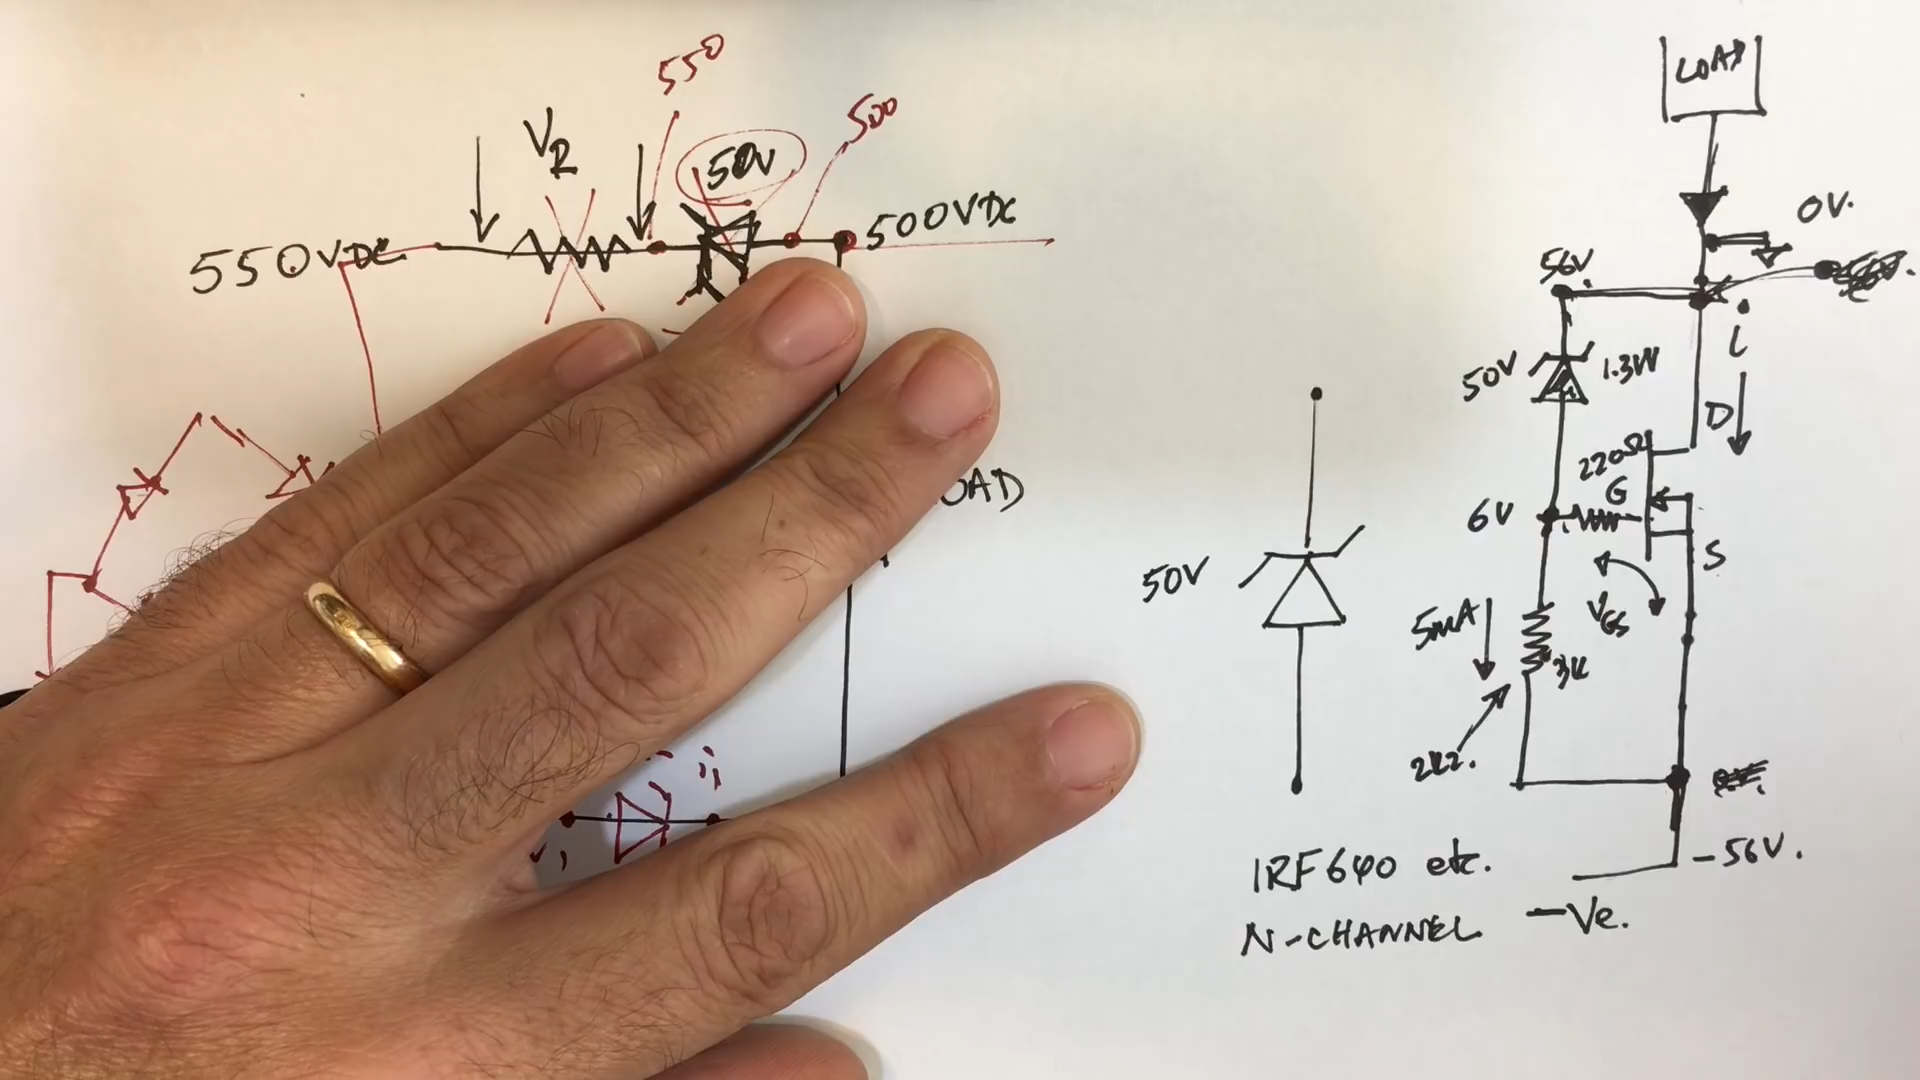 550
500
VR
50V
550VDC
500VDC
OAD
50V
IRF640 etc.
N-CHANNEL
LOAD
0V.
56V.
i
50V
1.3W
D
220Ω
G
6V
S
VGS
5mA
3K
2K2.
-56V.
-Ve.